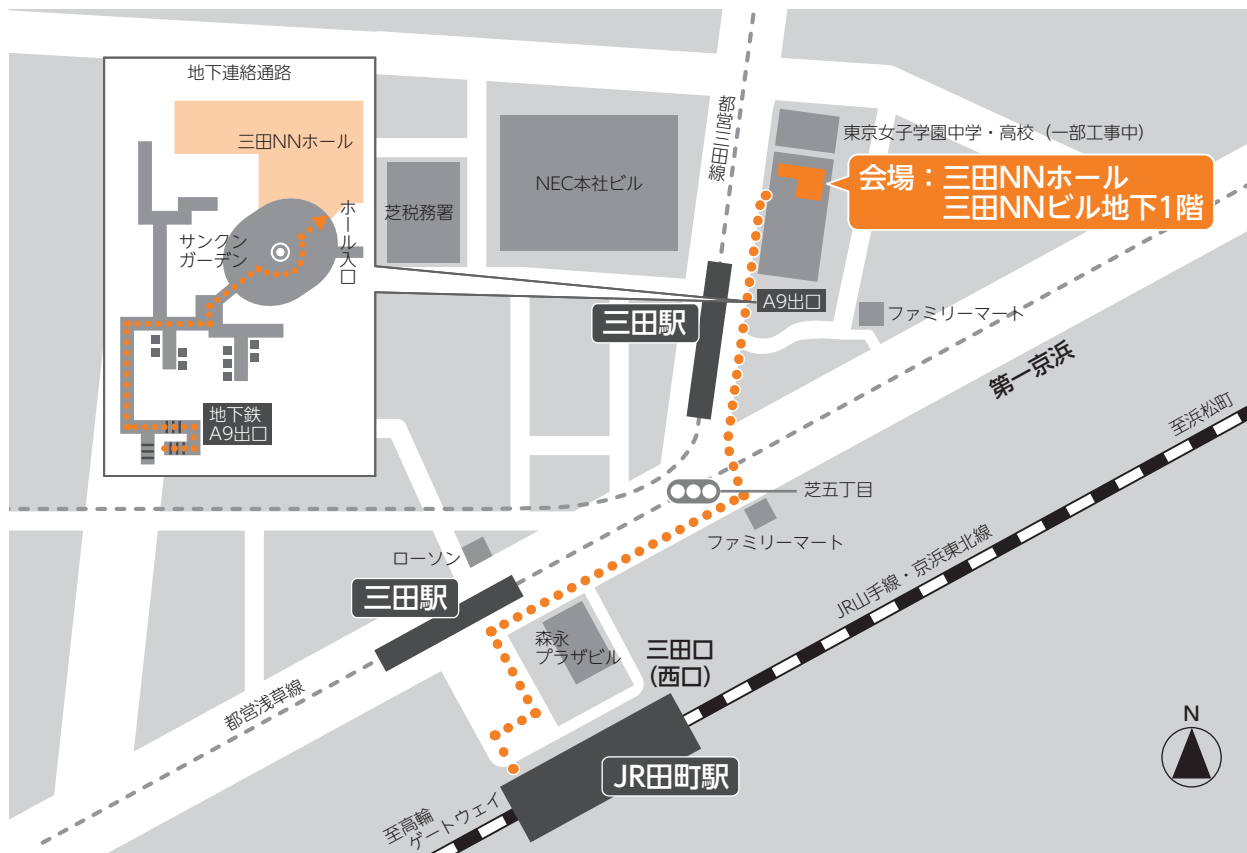 地下連絡通路
三田NNホール
サンクン
ガーデン
ホール入口
地下鉄
A9出口
芝税務署
NEC本社ビル
都営三田線
東京女子学園中学・高校（一部工事中）
会場：三田NNホール
三田NNビル地下1階
A9出口
三田駅
ファミリーマート
第一京浜
至浜松町
芝五丁目
ファミリーマート
JR山手線・京浜東北線
ローソン
三田駅
森永
プラザビル
三田口
（西口）
都営浅草線
JR田町駅
至高輪
ゲートウェイ
N